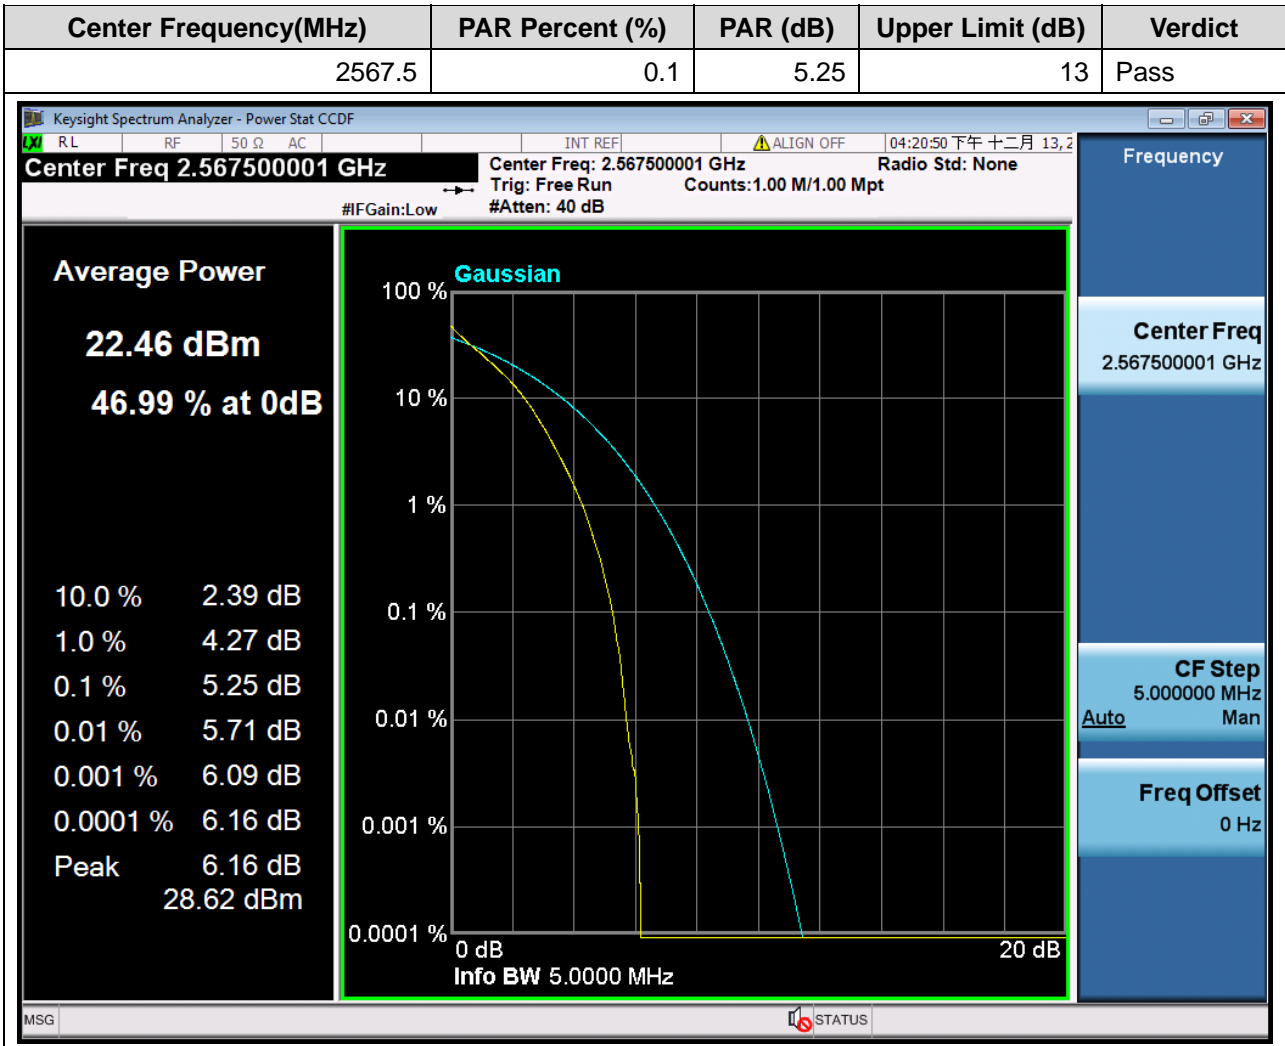 Center Frequency(MHz) PAR Percent (%) PAR (dB) Upper Limit (dB) Verdict
2567.5 0.1 5.25 13 Pass
Keysight Spectrum Analyzer - Power Stat CCDF
LXI RL RF 50 Ω AC INT REF ALIGN OFF 04:20:50 下午 十二月 13, 2
Center Freq 2.567500001 GHz
Center Freq: 2.567500001 GHz Radio Std: None
Trig: Free Run Counts:1.00 M/1.00 Mpt
#IFGain:Low #Atten: 40 dB
Average Power
22.46 dBm
46.99 % at 0dB
10.0 % 2.39 dB
1.0 % 4.27 dB
0.1 % 5.25 dB
0.01 % 5.71 dB
0.001 % 6.09 dB
0.0001 % 6.16 dB
Peak 6.16 dB
28.62 dBm
Gaussian
100 %
10 %
1 %
0.1 %
0.01 %
0.001 %
0.0001 %
0 dB 20 dB
Info BW 5.0000 MHz
Frequency
Center Freq
2.567500001 GHz
CF Step
5.000000 MHz
Auto Man
Freq Offset
0 Hz
MSG STATUS